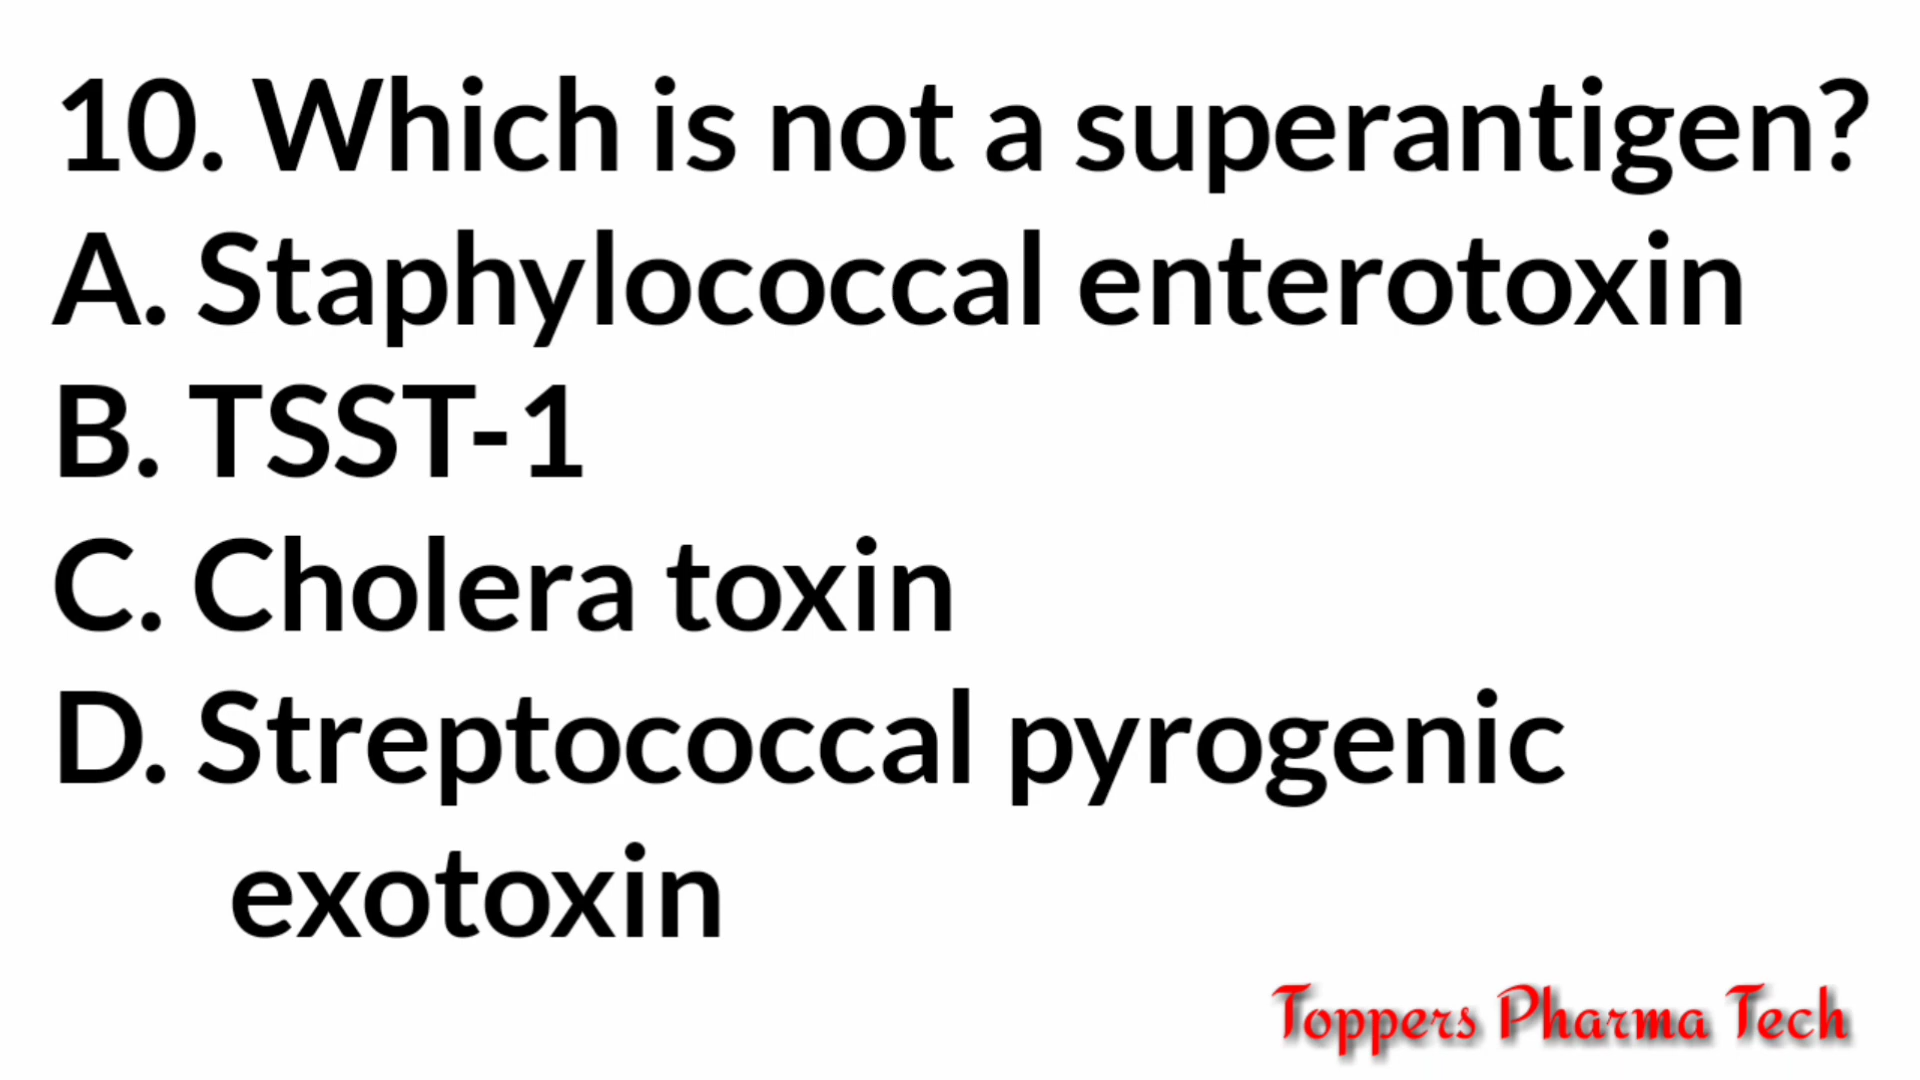 10. Which is not a superantigen?
A. Staphylococcal enterotoxin
B. TSST-1
C. Cholera toxin
D. Streptococcal pyrogenic
exotoxin
Toppers Pharma Tech